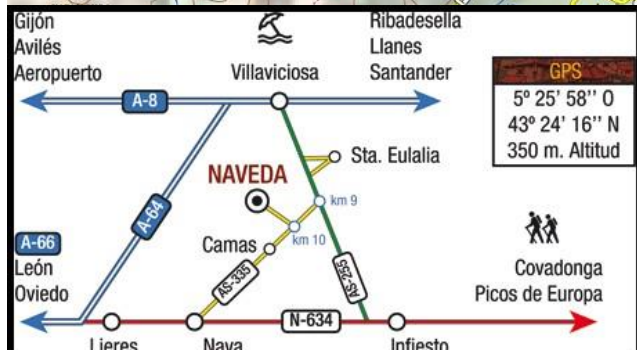 Gijón
Avilés
Aeropuerto
Villaviciosa
Ribadesella
Llanes
Santander
GPS
5º 25' 58'' O
43º 24' 16'' N
350 m. Altitud
A-8
Sta. Eulalia
NAVEDA
km 9
A-64
km 10
Camas
A-66
León
Oviedo
AS-335
AS-255
Covadonga
Picos de Europa
N-634
Lieres
Nava
Infiesto